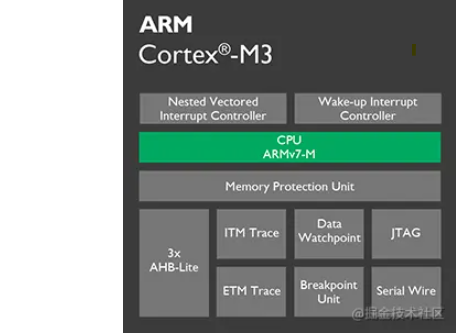 ARM
Cortex®-M3
Nested Vectored
Interrupt Controller
Wake-up Interrupt
Controller
CPU
ARMv7-M
Memory Protection Unit
3x
AHB-Lite
ITM Trace
Data
Watchpoint
JTAG
ETM Trace
Breakpoint
Unit
Serial Wire
@掘金技术社区